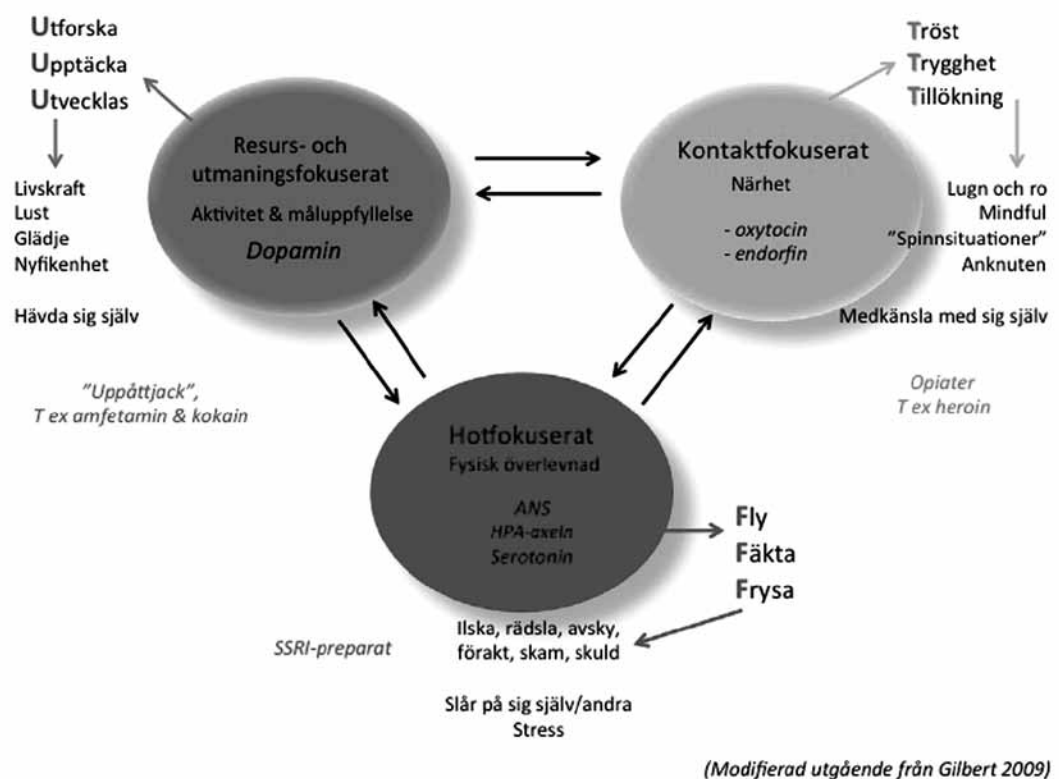 Utforska
Upptäcka
Utvecklas
Resurs- och
utmaningsfokuserat
Aktivitet & måluppfyllelse
Dopamin
Livskraft
Lust
Glädje
Nyfikenhet
Hävda sig själv
"Uppåttjack",
T ex amfetamin & kokain
Tröst
Trygghet
Tillökning
Kontaktfokuserat
Närhet
- oxytocin
- endorfin
Lugn och ro
Mindful
"Spinnsituationer"
Anknuten
Medkänsla med sig själv
Opiater
T ex heroin
Hotfokuserat
Fysisk överlevnad
ANS
HPA-axeln
Serotonin
Fly
Fäkta
Frysa
SSRI-preparat
Ilska, rädsla, avsky,
förakt, skam, skuld
Slår på sig själv/andra
Stress
(Modifierad utgående från Gilbert 2009)